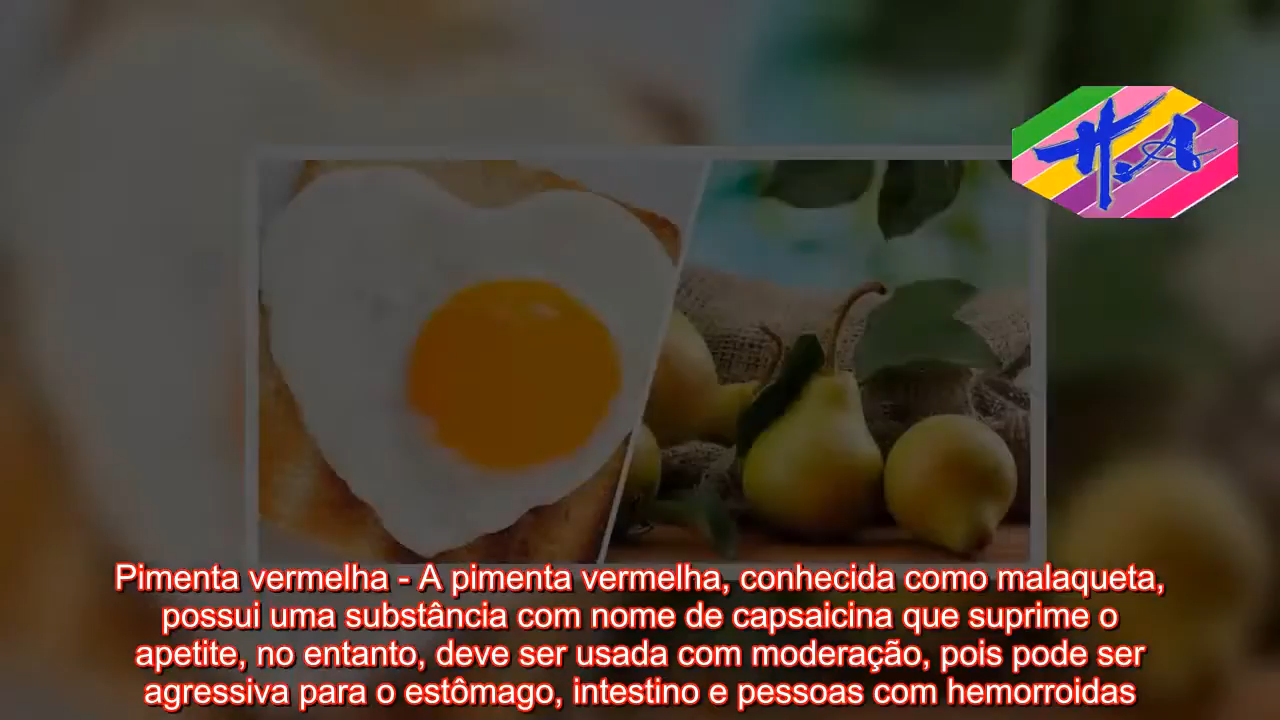 H.A
Pimenta vermelha - A pimenta vermelha, conhecida como malaqueta,
possui uma substância com nome de capsaicina que suprime o
apetite, no entanto, deve ser usada com moderação, pois pode ser
agressiva para o estômago, intestino e pessoas com hemorroidas